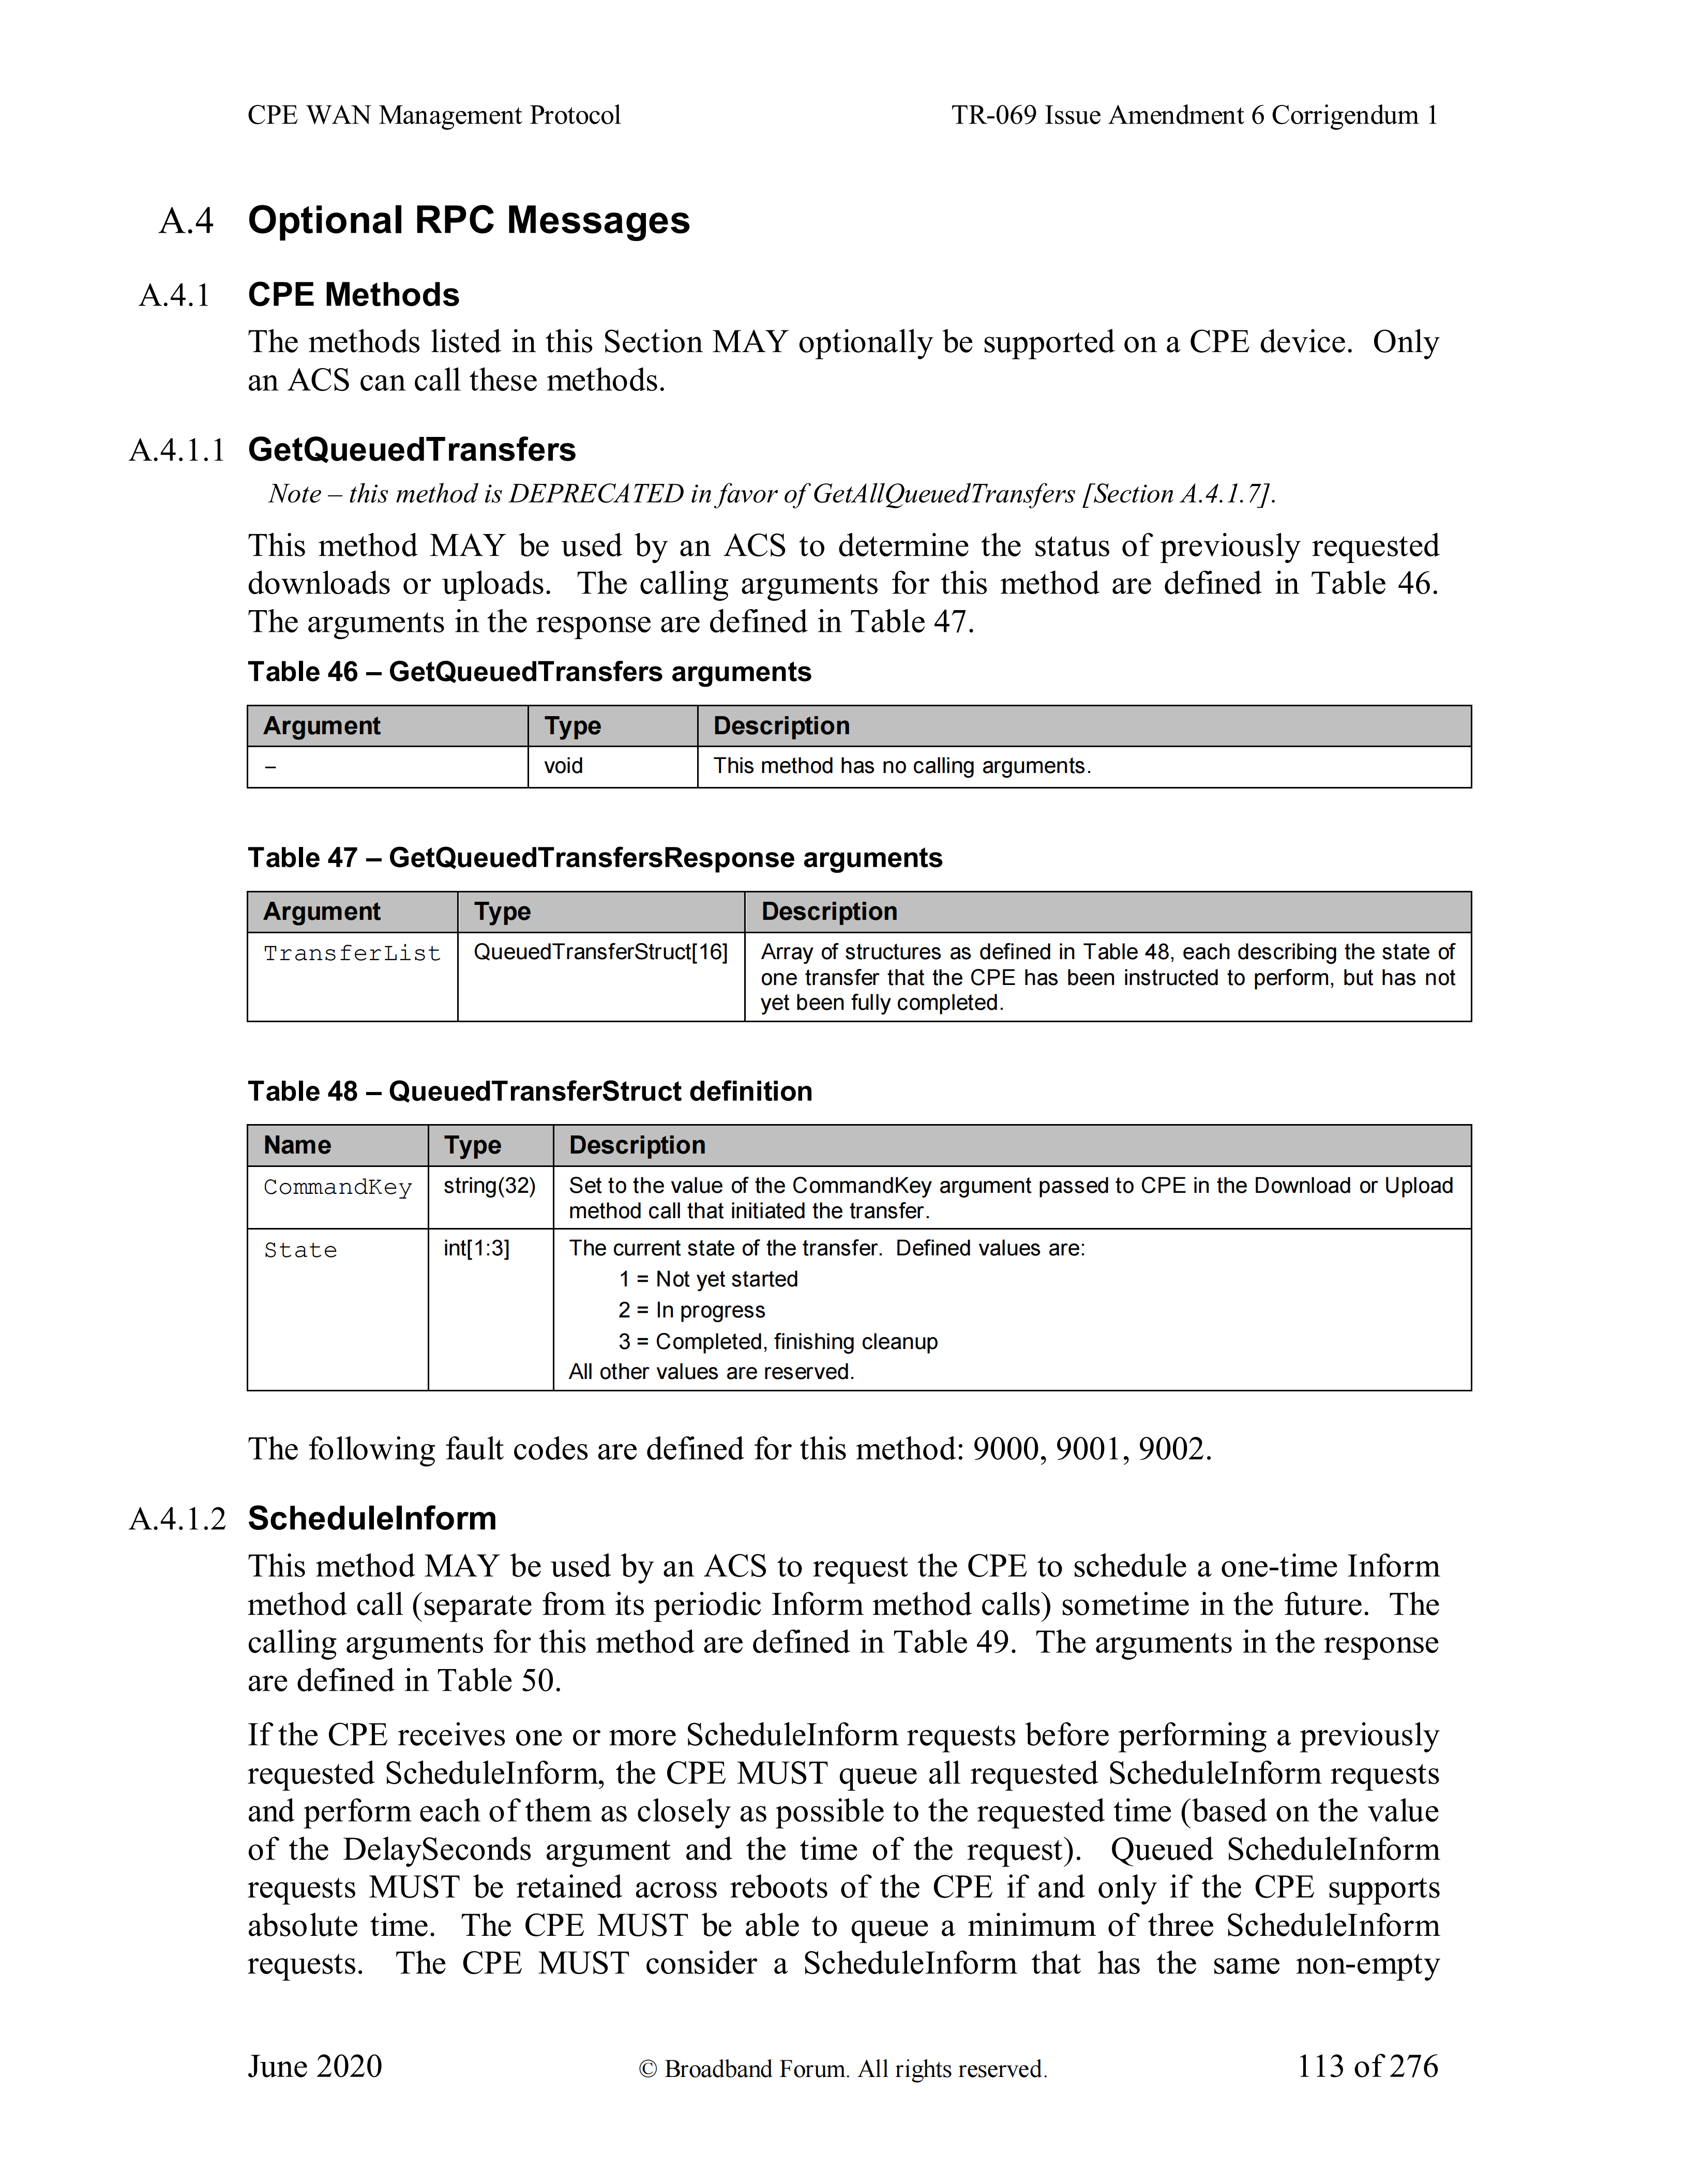 CPE WAN Management Protocol TR-069 Issue Amendment 6 Corrigendum 1
A.4 Optional RPC Messages
A.4.1 CPE Methods
The methods listed in this Section MAY optionally be supported on a CPE device. Only
an ACS can call these methods.
A.4.1.1 GetQueuedTransfers
Note – this method is DEPRECATED in favor of GetAllQueuedTransfers [Section A.4.1.7].
This method MAY be used by an ACS to determine the status of previously requested
downloads or uploads. The calling arguments for this method are defined in Table 46.
The arguments in the response are defined in Table 47.
Table 46 – GetQueuedTransfers arguments
Argument Type Description
– void This method has no calling arguments.
Table 47 – GetQueuedTransfersResponse arguments
Argument Type Description
TransferList QueuedTransferStruct[16] Array of structures as defined in Table 48, each describing the state of
one transfer that the CPE has been instructed to perform, but has not
yet been fully completed.
Table 48 – QueuedTransferStruct definition
Name Type Description
CommandKey string(32) Set to the value of the CommandKey argument passed to CPE in the Download or Upload
method call that initiated the transfer.
State int[1:3] The current state of the transfer. Defined values are:
1 = Not yet started
2 = In progress
3 = Completed, finishing cleanup
All other values are reserved.
The following fault codes are defined for this method: 9000, 9001, 9002.
A.4.1.2 ScheduleInform
This method MAY be used by an ACS to request the CPE to schedule a one-time Inform
method call (separate from its periodic Inform method calls) sometime in the future. The
calling arguments for this method are defined in Table 49. The arguments in the response
are defined in Table 50.
If the CPE receives one or more ScheduleInform requests before performing a previously
requested ScheduleInform, the CPE MUST queue all requested ScheduleInform requests
and perform each of them as closely as possible to the requested time (based on the value
of the DelaySeconds argument and the time of the request). Queued ScheduleInform
requests MUST be retained across reboots of the CPE if and only if the CPE supports
absolute time. The CPE MUST be able to queue a minimum of three ScheduleInform
requests. The CPE MUST consider a ScheduleInform that has the same non-empty
June 2020 © Broadband Forum. All rights reserved. 113 of 276